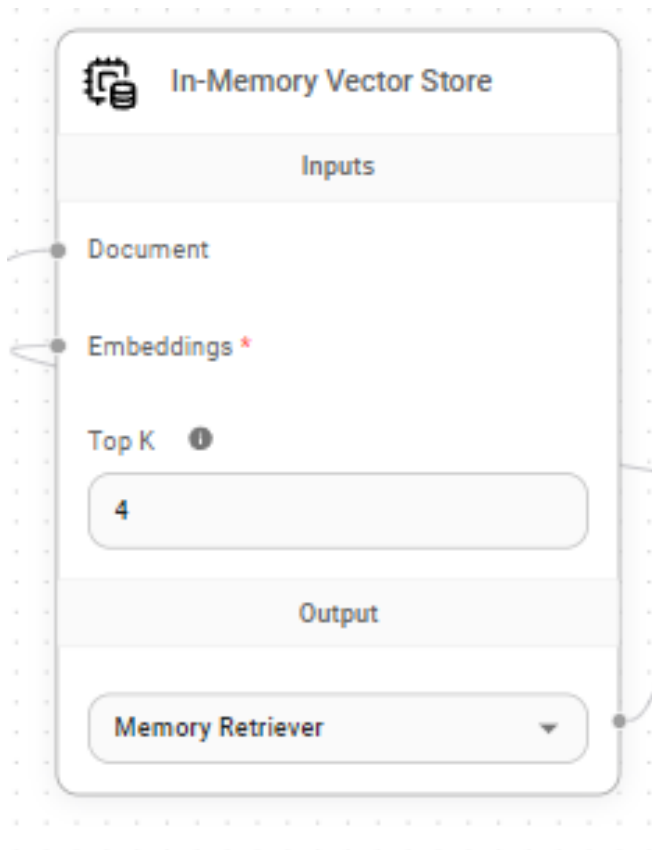 In-Memory Vector Store
Inputs
Document
Embeddings *
Top K
4
Output
Memory Retriever